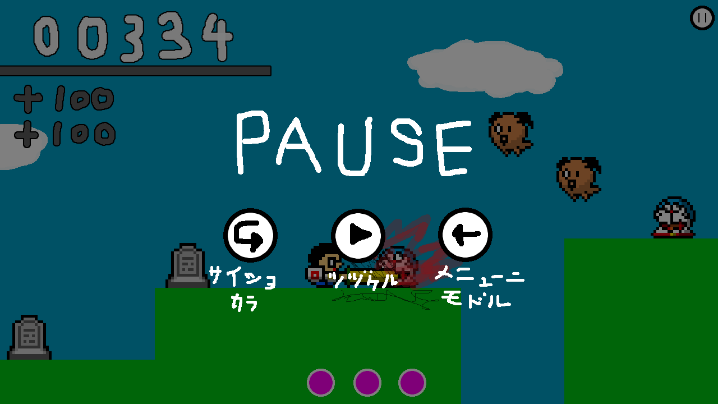 00334
+100
+100
PAUSE
サイショ
カラ
ツヅケル
メニューニ
モドル